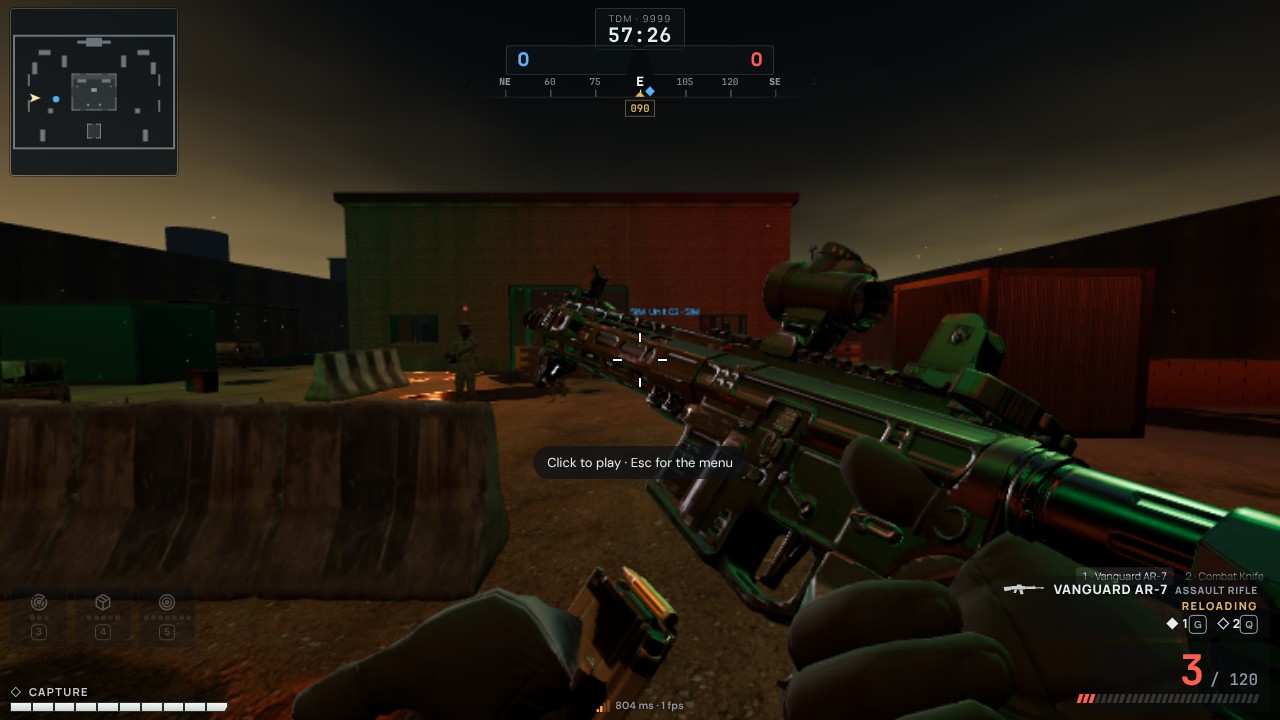 TDM · 9999
57:26
0 0
NE 60 75 E 105 120 SE
090
Click to play · Esc for the menu
1 · Vanguard AR-7 2 · Combat Knife
VANGUARD AR-7 ASSAULT RIFLE
RELOADING
1 G 2 Q
3 / 120
3 4 5
CAPTURE
804 ms · 1 fps